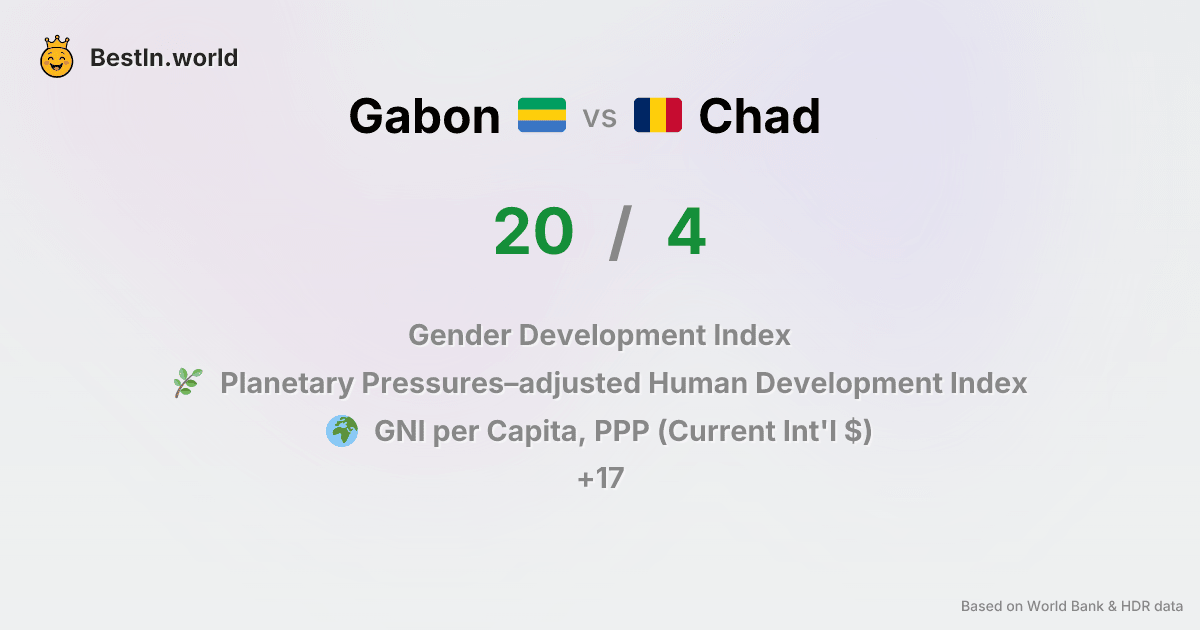 BestIn.world
Gabon vs Chad
20 / 4
Gender Development Index
Planetary Pressures–adjusted Human Development Index
GNI per Capita, PPP (Current Int'l $)
+17
Based on World Bank & HDR data